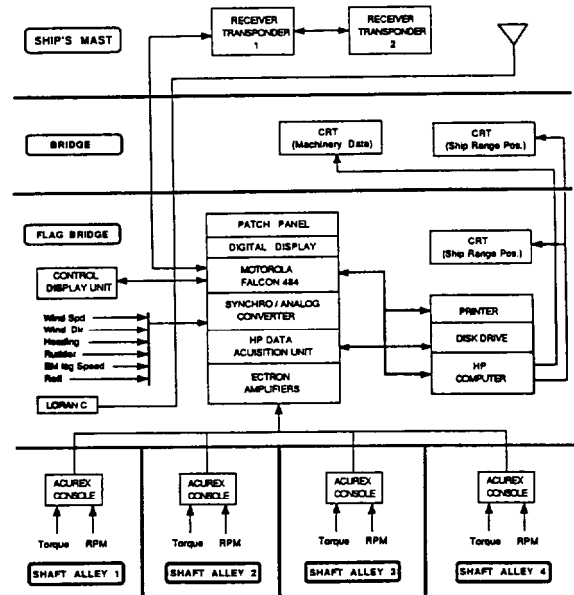 SHIP'S MAST
RECEIVER
TRANSPONDER
1
RECEIVER
TRANSPONDER
2
BRIDGE
CRT
(Machinery Data)
CRT
(Ship Range Pos.)
FLAG BRIDGE
PATCH PANEL
DIGITAL DISPLAY
MOTOROLA
FALCON 484
SYNCHRO / ANALOG
CONVERTER
HP DATA
ACUISITION UNIT
ECTRON
AMPLIFIERS
CONTROL
DISPLAY UNIT
Wind Spd
Wind Dir
Heading
Rudder
EM log Speed
Roll
LORAN C
CRT
(Ship Range Pos.)
PRINTER
DISK DRIVE
HP
COMPUTER
ACUREX
CONSOLE
Torque RPM
SHAFT ALLEY 1
ACUREX
CONSOLE
Torque RPM
SHAFT ALLEY 2
ACUREX
CONSOLE
Torque RPM
SHAFT ALLEY 3
ACUREX
CONSOLE
Torque RPM
SHAFT ALLEY 4